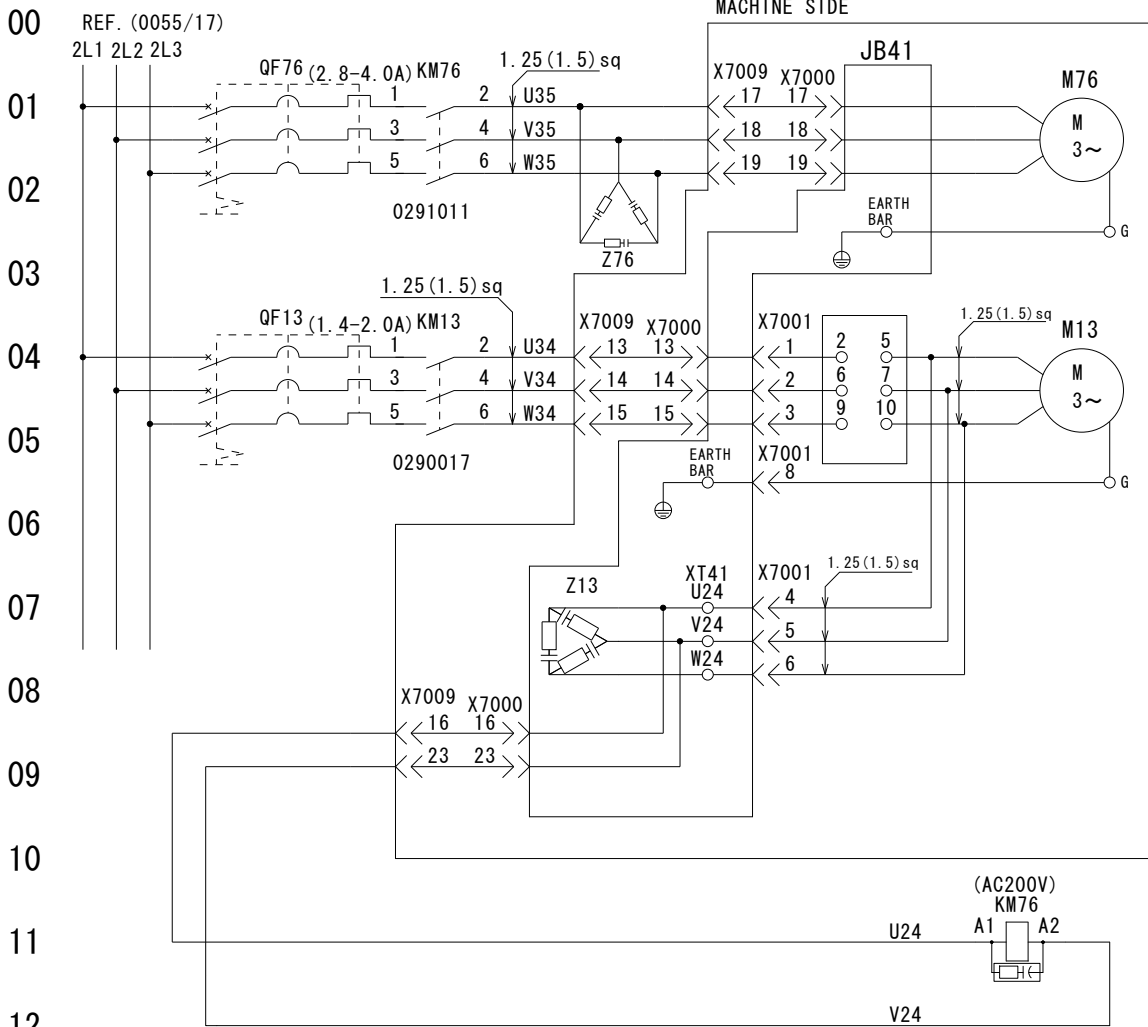 00 REF. (0055/17) MACHINE SIDE
2L1 2L2 2L3 QF76 (2.8-4.0A) KM76 1.25(1.5)sq X7009 X7000 JB41 M76
01 1 2 U35 17 17 M
3 4 V35 18 18 3~
5 6 W35 19 19
02 0291011 EARTH
BAR G
Z76
03 1.25(1.5)sq
QF13 (1.4-2.0A) KM13 X7009 X7000 X7001 1.25(1.5)sq M13
04 1 2 U34 13 13 1 2 5
3 4 V34 14 14 2 6 7 M
3~
5 6 W34 15 15 3 9 10
05 0290017 EARTH X7001
BAR 8 G
06
Z13 XT41 X7001 1.25(1.5)sq
07 U24 4
V24 5
W24 6
08 X7009 X7000
16 16
09 23 23
10 (AC200V)
KM76
11 U24 A1 A2
12 V24